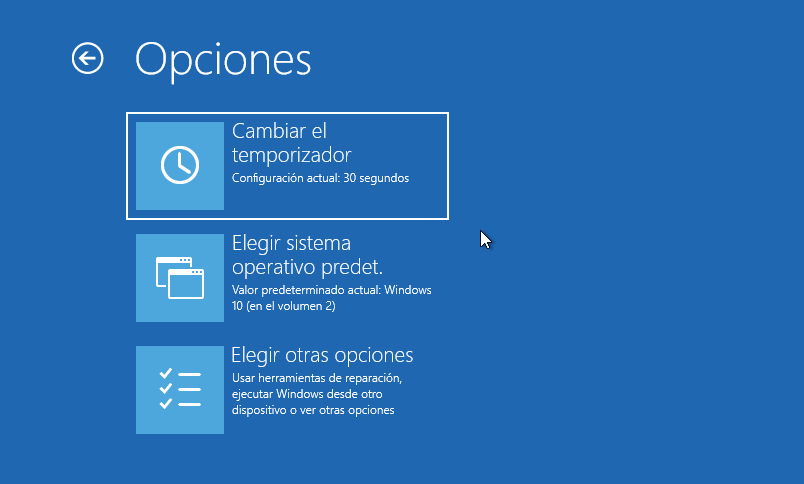 Opciones
Cambiar el
temporizador
Configuración actual: 30 segundos
Elegir sistema
operativo predet.
Valor predeterminado actual: Windows
10 (en el volumen 2)
Elegir otras opciones
Usar herramientas de reparación,
ejecutar Windows desde otro
dispositivo o ver otras opciones